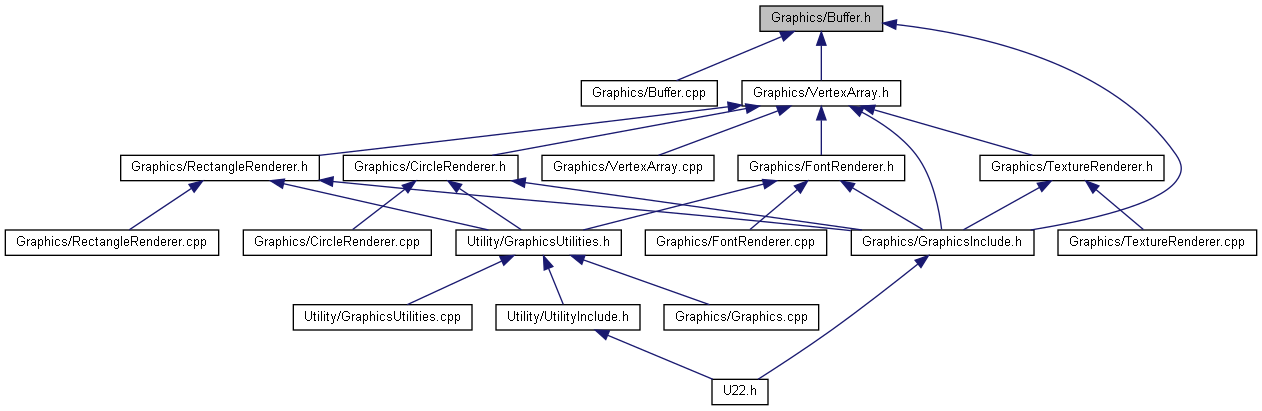 Graphics/Buffer.h
Graphics/Buffer.cpp
Graphics/VertexArray.h
Graphics/RectangleRenderer.h
Graphics/CircleRenderer.h
Graphics/VertexArray.cpp
Graphics/FontRenderer.h
Graphics/TextureRenderer.h
Graphics/RectangleRenderer.cpp
Graphics/CircleRenderer.cpp
Utility/GraphicsUtilities.h
Graphics/FontRenderer.cpp
Graphics/GraphicsInclude.h
Graphics/TextureRenderer.cpp
Utility/GraphicsUtilities.cpp
Utility/UtilityInclude.h
Graphics/Graphics.cpp
U22.h